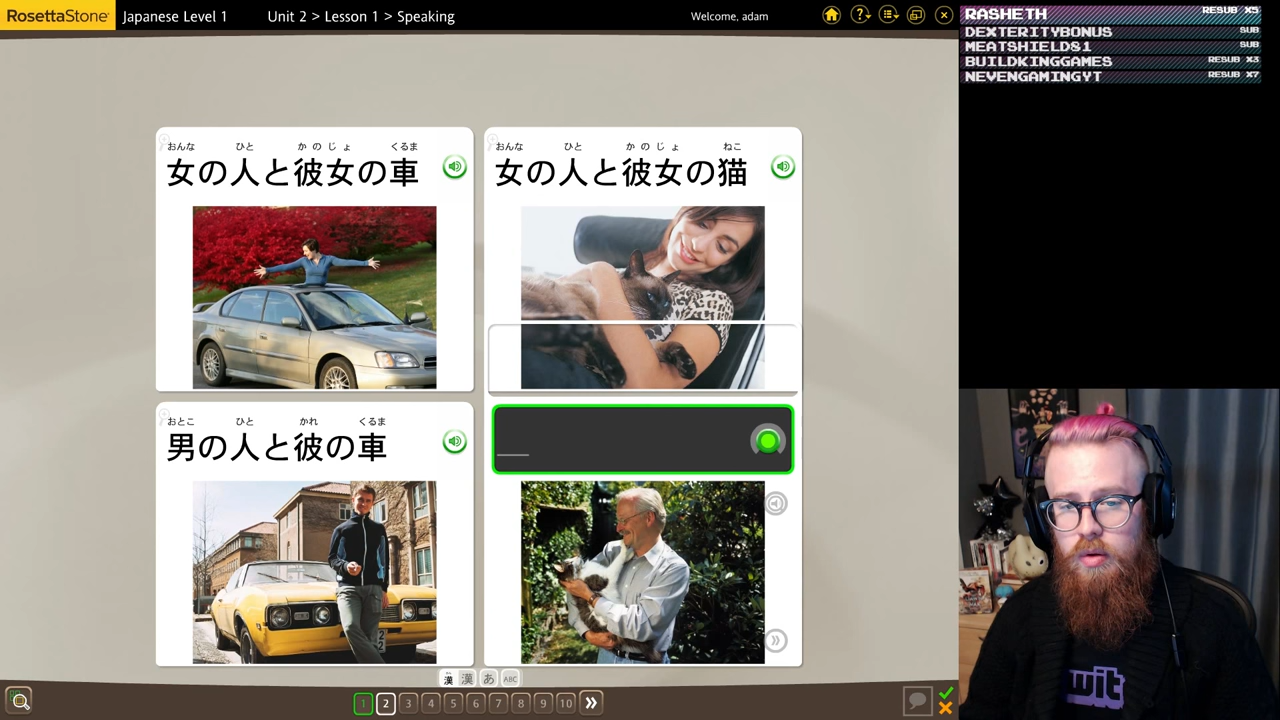 RosettaStone
Japanese Level 1
Unit 2 > Lesson 1 > Speaking
Welcome, adam
RASHETH RESUB X5
DEXTERITYBONUS SUB
MEATSHIELD81 SUB
BUILDKINGGAMES RESUB X3
NEVENGAMINGYT RESUB X7
おんな ひと かのじょ くるま
女の人と彼女の車
おんな ひと かのじょ ねこ
女の人と彼女の猫
おとこ ひと かれ くるま
男の人と彼の車
漢 漢 あ ABC
1 2 3 4 5 6 7 8 9 10